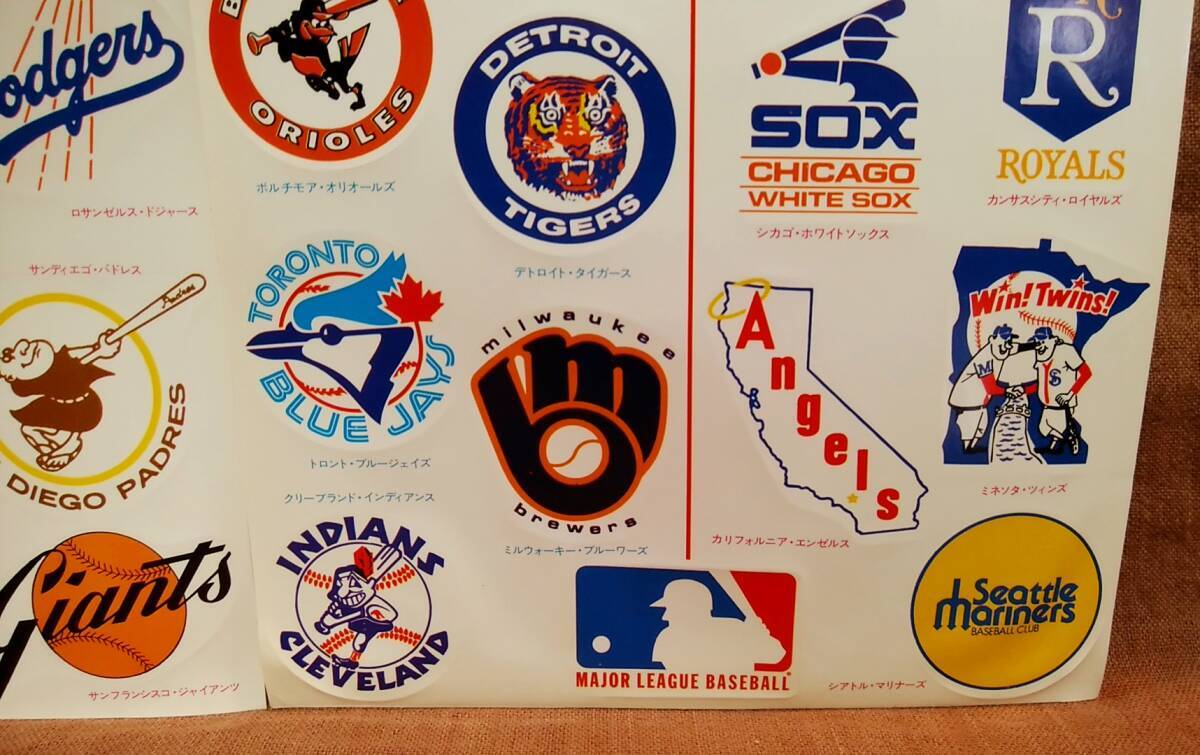 odgers
ロサンゼルス・ドジャース
サンディエゴ・パドレス
Padres
DIEGO PADRES
Giants
サンフランシスコ・ジャイアンツ
ORIOLES
ボルチモア・オリオールズ
DETROIT
TIGERS
デトロイト・タイガース
TORONTO
BLUE JAYS
トロント・ブルージェイズ
クリーブランド・インディアンス
INDIANS
CLEVELAND
milwaukee
m
b
brewers
ミルウォーキー・ブルーワーズ
MAJOR LEAGUE BASEBALL
SOX
CHICAGO
WHITE SOX
シカゴ・ホワイトソックス
R
ROYALS
カンサスシティ・ロイヤルズ
Angels
カリフォルニア・エンゼルス
Win! Twins!
M
S
ミネソタ・ツィンズ
Seattle
Mariners
BASEBALL CLUB
シアトル・マリナーズ